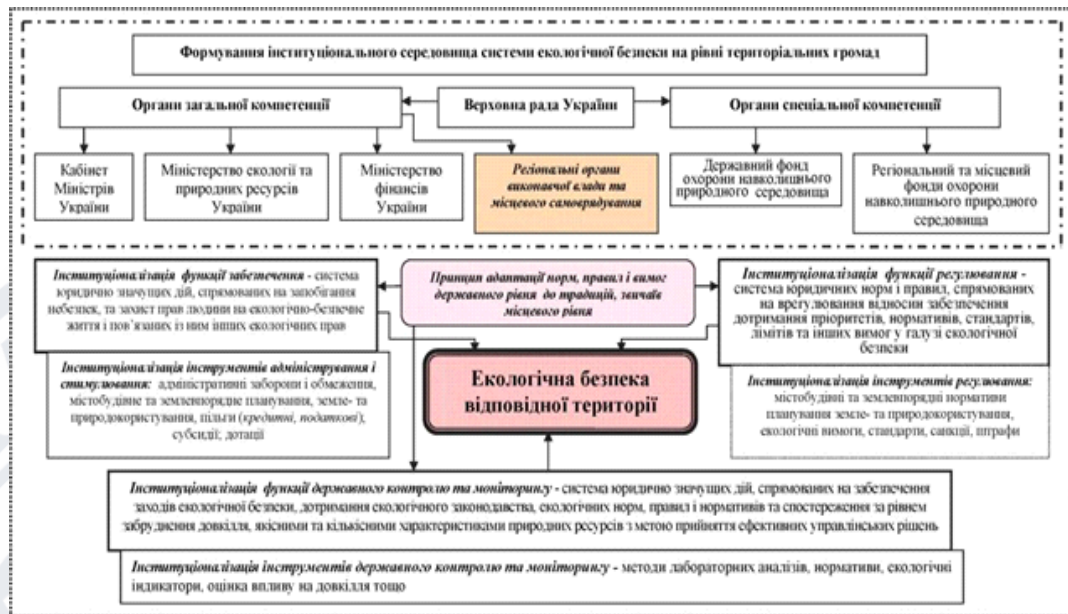 Формування інституціонального середовища системи екологічної безпеки на рівні територіальних громад
Органи загальної компетенції
Верховна рада України
Органи спеціальної компетенції
Кабінет
Міністрів
України
Міністерство екології та
природних ресурсів
України
Міністерство
фінансів
України
Регіональні органи
виконавчої влади та
місцевого самоврядування
Державний фонд
охорони навколишнього
природного середовища
Регіональний та місцевий
фонди охорони
навколишнього природного
середовища
Інституціоналізація функції забезпечення - система
юридично значущих дій, спрямованих на запобігання
небезпек, та захист прав людини на екологічно-безпечне
життя і пов’язаних із ним інших екологічних прав
Принцип адаптації норм, правил і вимог
державного рівня до традицій, звичаїв
місцевого рівня
Інституціоналізація функції регулювання -
система юридичних норм і правил, спрямованих
на врегулювання відносин забезпечення
дотримання пріоритетів, нормативів, стандартів,
лімітів та інших вимог у галузі екологічної
безпеки
Інституціоналізація інструментів адміністрування і
стимулювання: адміністративні заборони і обмеження,
містобудівне та землевпорядне планування, земле- та
природокористування, пільги (кредитні, податкові);
субсидії; дотації
Екологічна безпека
відповідної території
Інституціоналізація інструментів регулювання:
містобудівні та землевпорядні нормативи
планування земле- та природокористування,
екологічні вимоги, стандарти, санкції, штрафи
Інституціоналізація функції державного контролю та моніторингу - система юридично значущих дій, спрямованих на забезпечення
заходів екологічної безпеки, дотримання екологічного законодавства, екологічних норм, правил і нормативів та спостереження за рівнем
забруднення довкілля, якісними та кількісними характеристиками природних ресурсів з метою прийняття ефективних управлінських рішень
Інституціоналізація інструментів державного контролю та моніторингу - методи лабораторних аналізів, нормативи, екологічні
індикатори, оцінка впливу на довкілля тощо